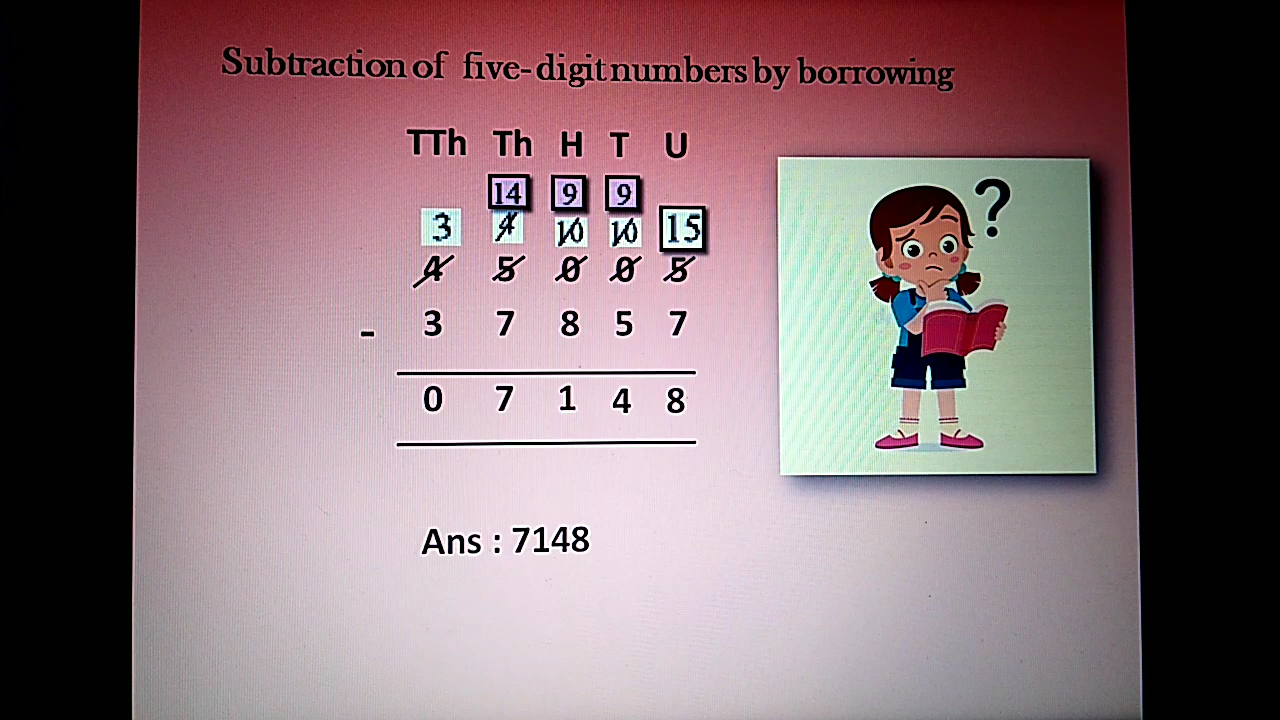 Subtraction of five-digit numbers by borrowing
TTh Th H T U
14 9 9
3 4 10 10 15
4 5 0 0 5
- 3 7 8 5 7
0 7 1 4 8
?
Ans : 7148